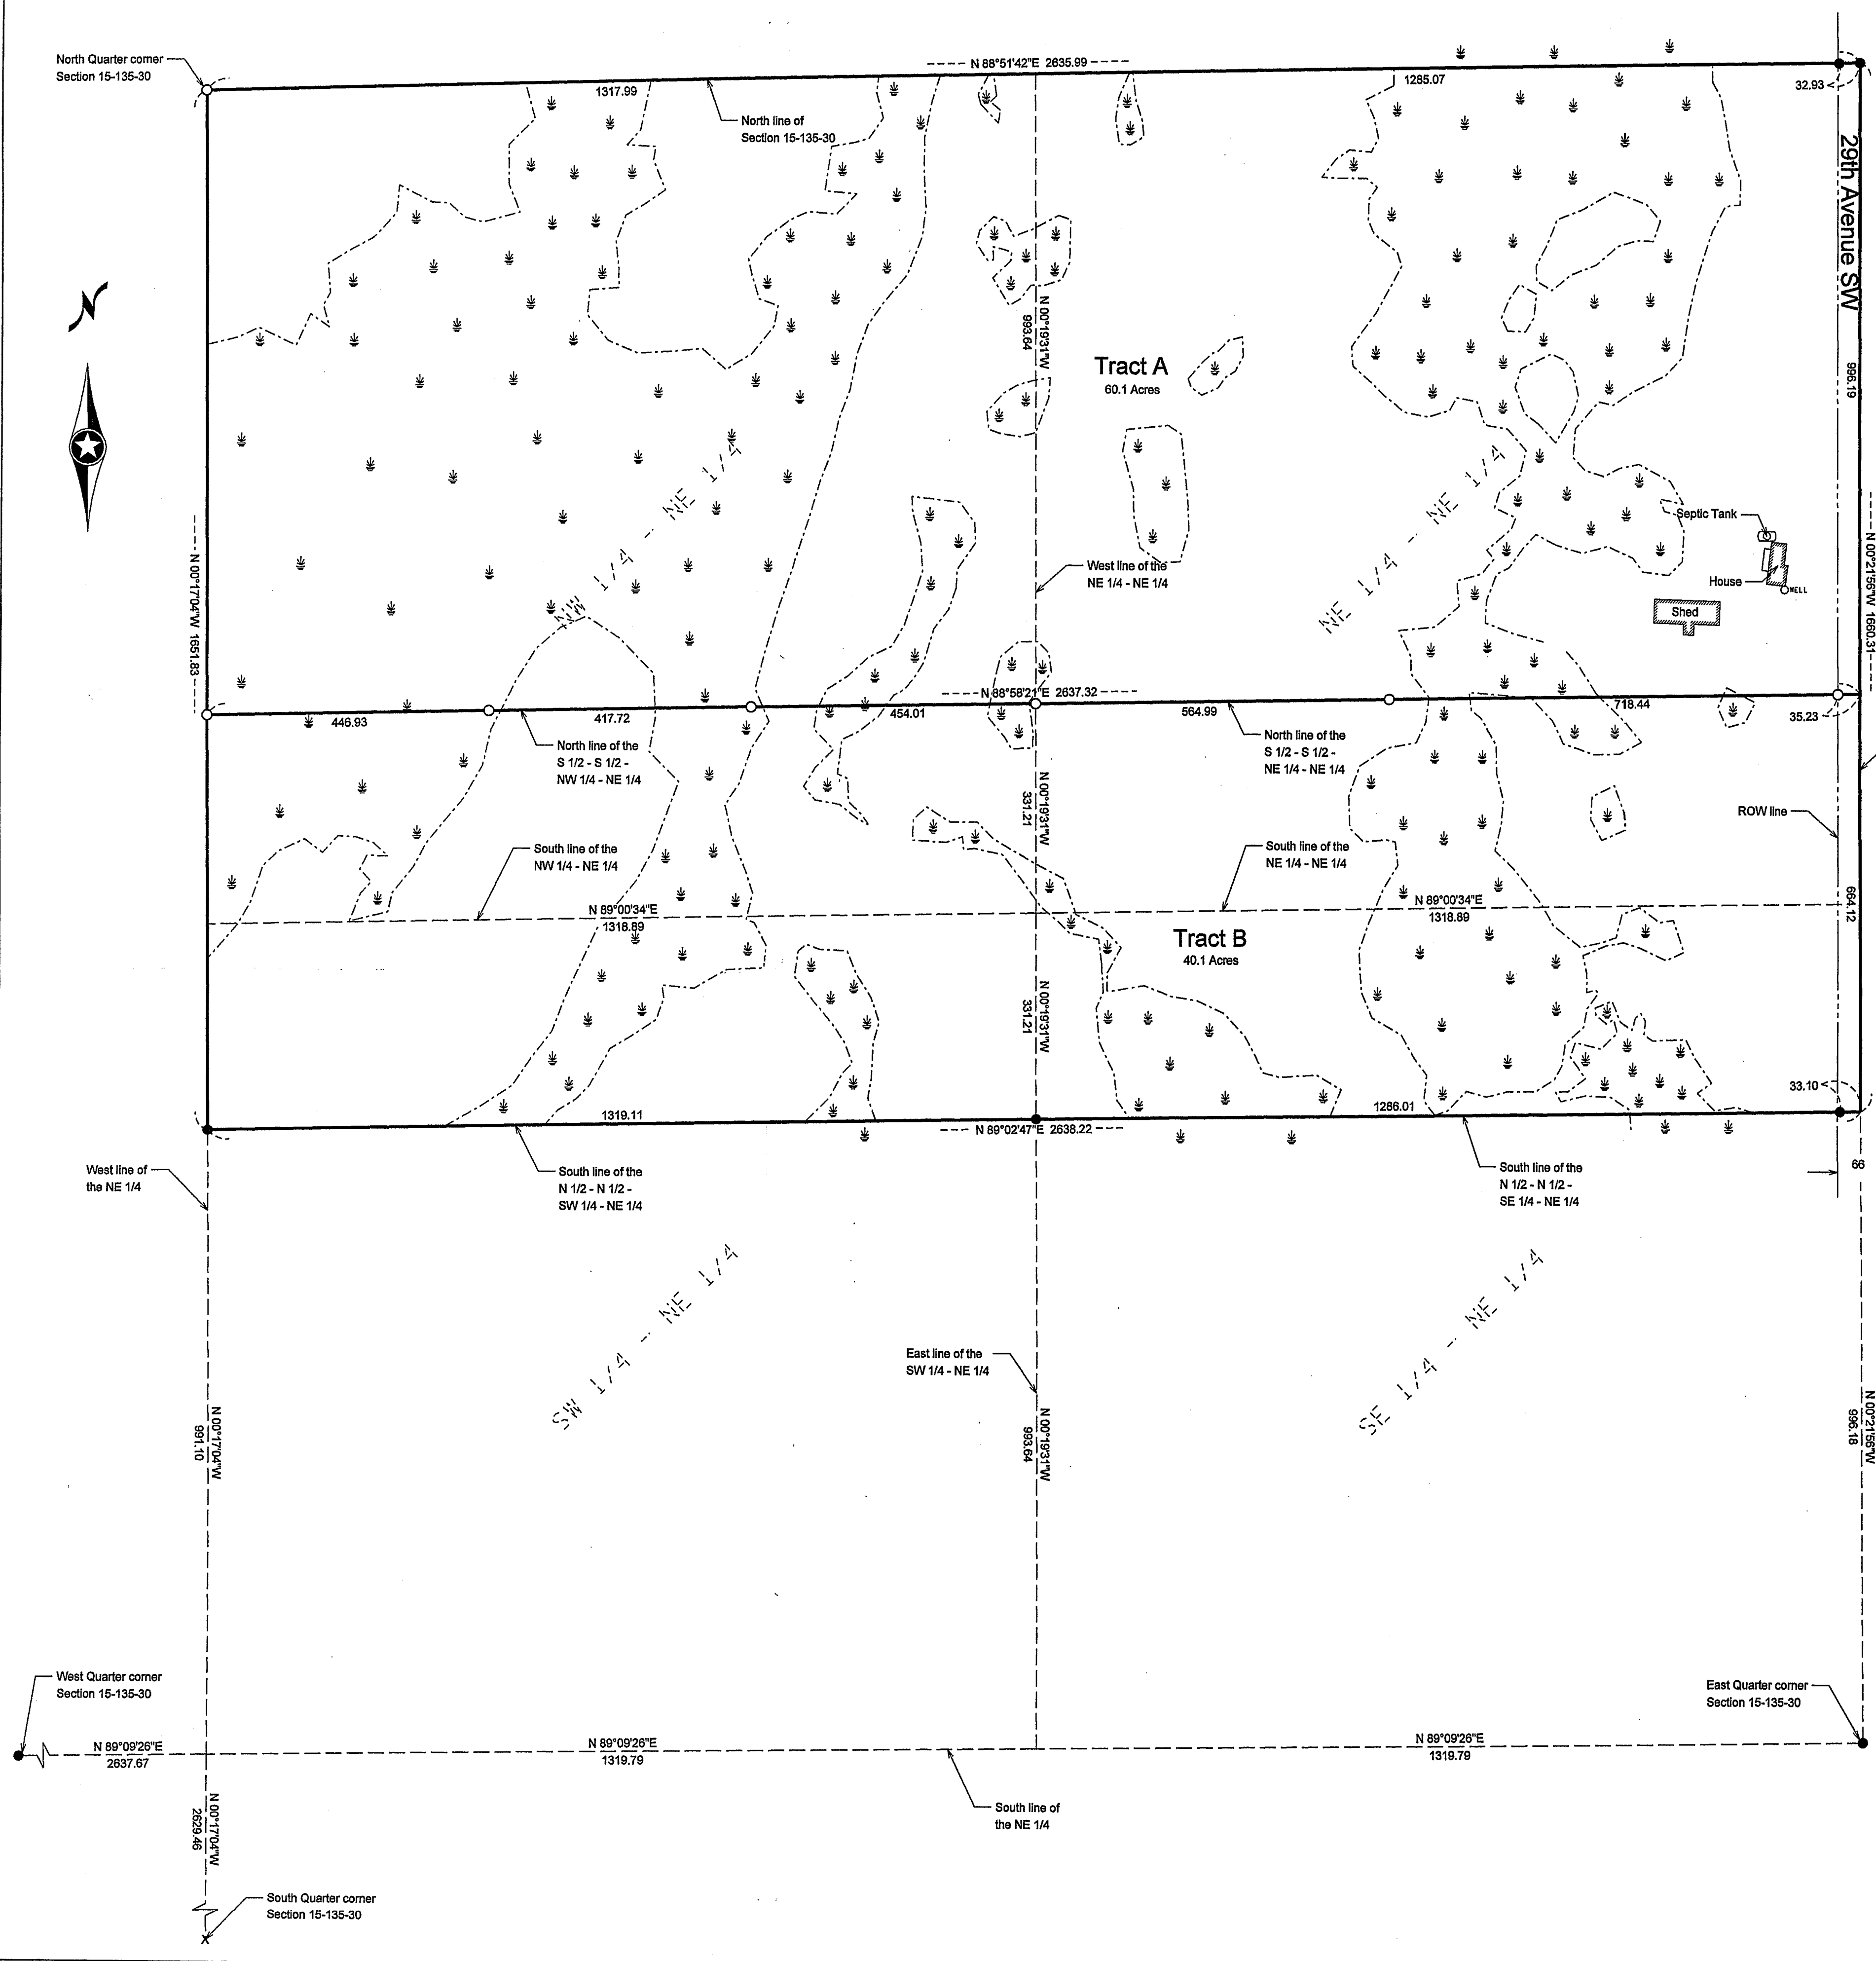 North Quarter corner
Section 15-135-30
N 88°51'42"E 2635.99
1317.99
1285.07
32.93
North line of
Section 15-135-30
29th Avenue SW
N
N 00°19'31"W
993.64
Tract A
60.1 Acres
996.19
NW 1/4 - NE 1/4
NE 1/4 - NE 1/4
Septic Tank
House
WELL
Shed
West line of the
NE 1/4 - NE 1/4
N 00°17'04"W 1651.83
N 00°21'56"W 1660.31
N 88°58'21"E 2637.32
446.93
417.72
454.01
564.99
718.44
35.23
North line of the
S 1/2 - S 1/2 -
NW 1/4 - NE 1/4
North line of the
S 1/2 - S 1/2 -
NE 1/4 - NE 1/4
N 00°19'31"W
331.21
ROW line
South line of the
NW 1/4 - NE 1/4
South line of the
NE 1/4 - NE 1/4
N 89°00'34"E
1318.89
N 89°00'34"E
1318.89
664.12
Tract B
40.1 Acres
N 00°19'31"W
331.21
33.10
1319.11
1286.01
N 89°02'47"E 2638.22
West line of
the NE 1/4
South line of the
N 1/2 - N 1/2 -
SW 1/4 - NE 1/4
South line of the
N 1/2 - N 1/2 -
SE 1/4 - NE 1/4
66
SW 1/4 - NE 1/4
SE 1/4 - NE 1/4
East line of the
SW 1/4 - NE 1/4
N 00°17'04"W
991.10
N 00°19'31"W
993.64
N 00°21'56"W
996.18
West Quarter corner
Section 15-135-30
East Quarter corner
Section 15-135-30
N 89°09'26"E
2637.67
N 89°09'26"E
1319.79
N 89°09'26"E
1319.79
South line of
the NE 1/4
N 00°17'04"W
2629.46
South Quarter corner
Section 15-135-30
X